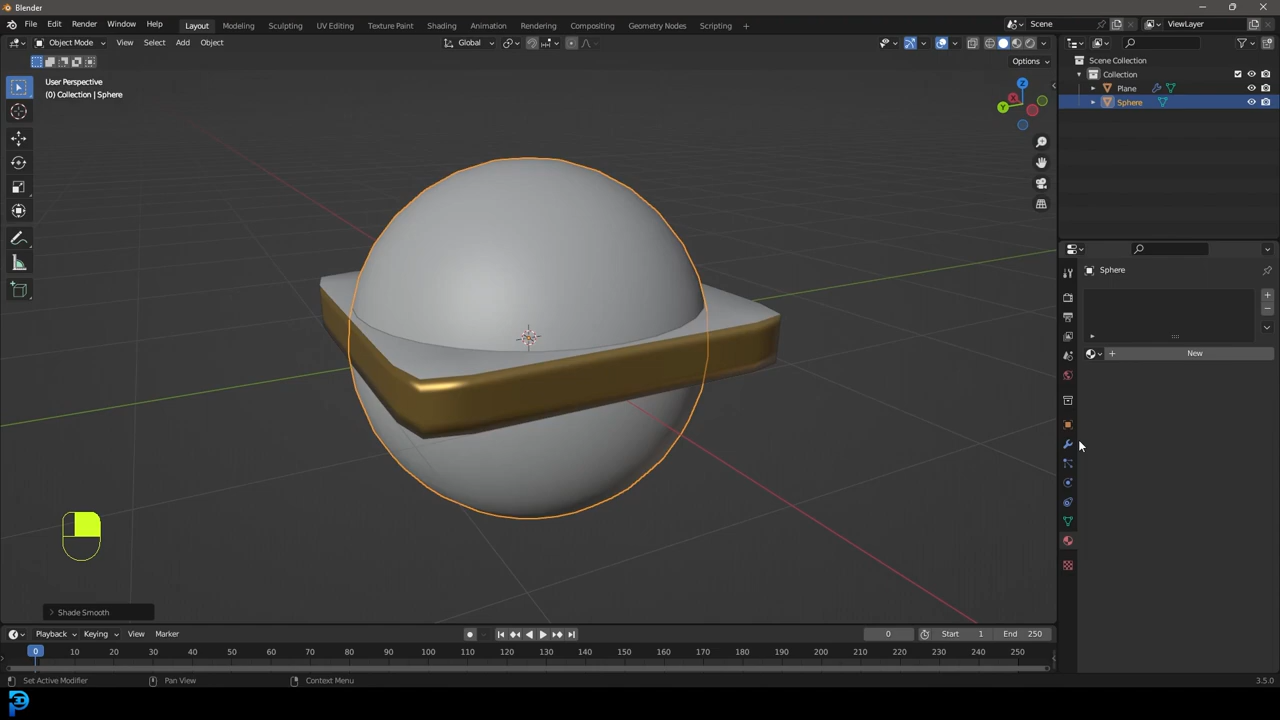 Blender
File Edit Render Window Help Layout Modeling Sculpting UV Editing Texture Paint Shading Animation Rendering Compositing Geometry Nodes Scripting + Scene ViewLayer
Object Mode View Select Add Object Global
Options
User Perspective
(0) Collection | Sphere
Z
Y
Scene Collection
Collection
Plane
Sphere
Sphere
New
Shade Smooth
Playback Keying View Marker 0 Start 1 End 250
0 10 20 30 40 50 60 70 80 90 100 110 120 130 140 150 160 170 180 190 200 210 220 230 240 250
Set Active Modifier Pan View Context Menu 3.5.0